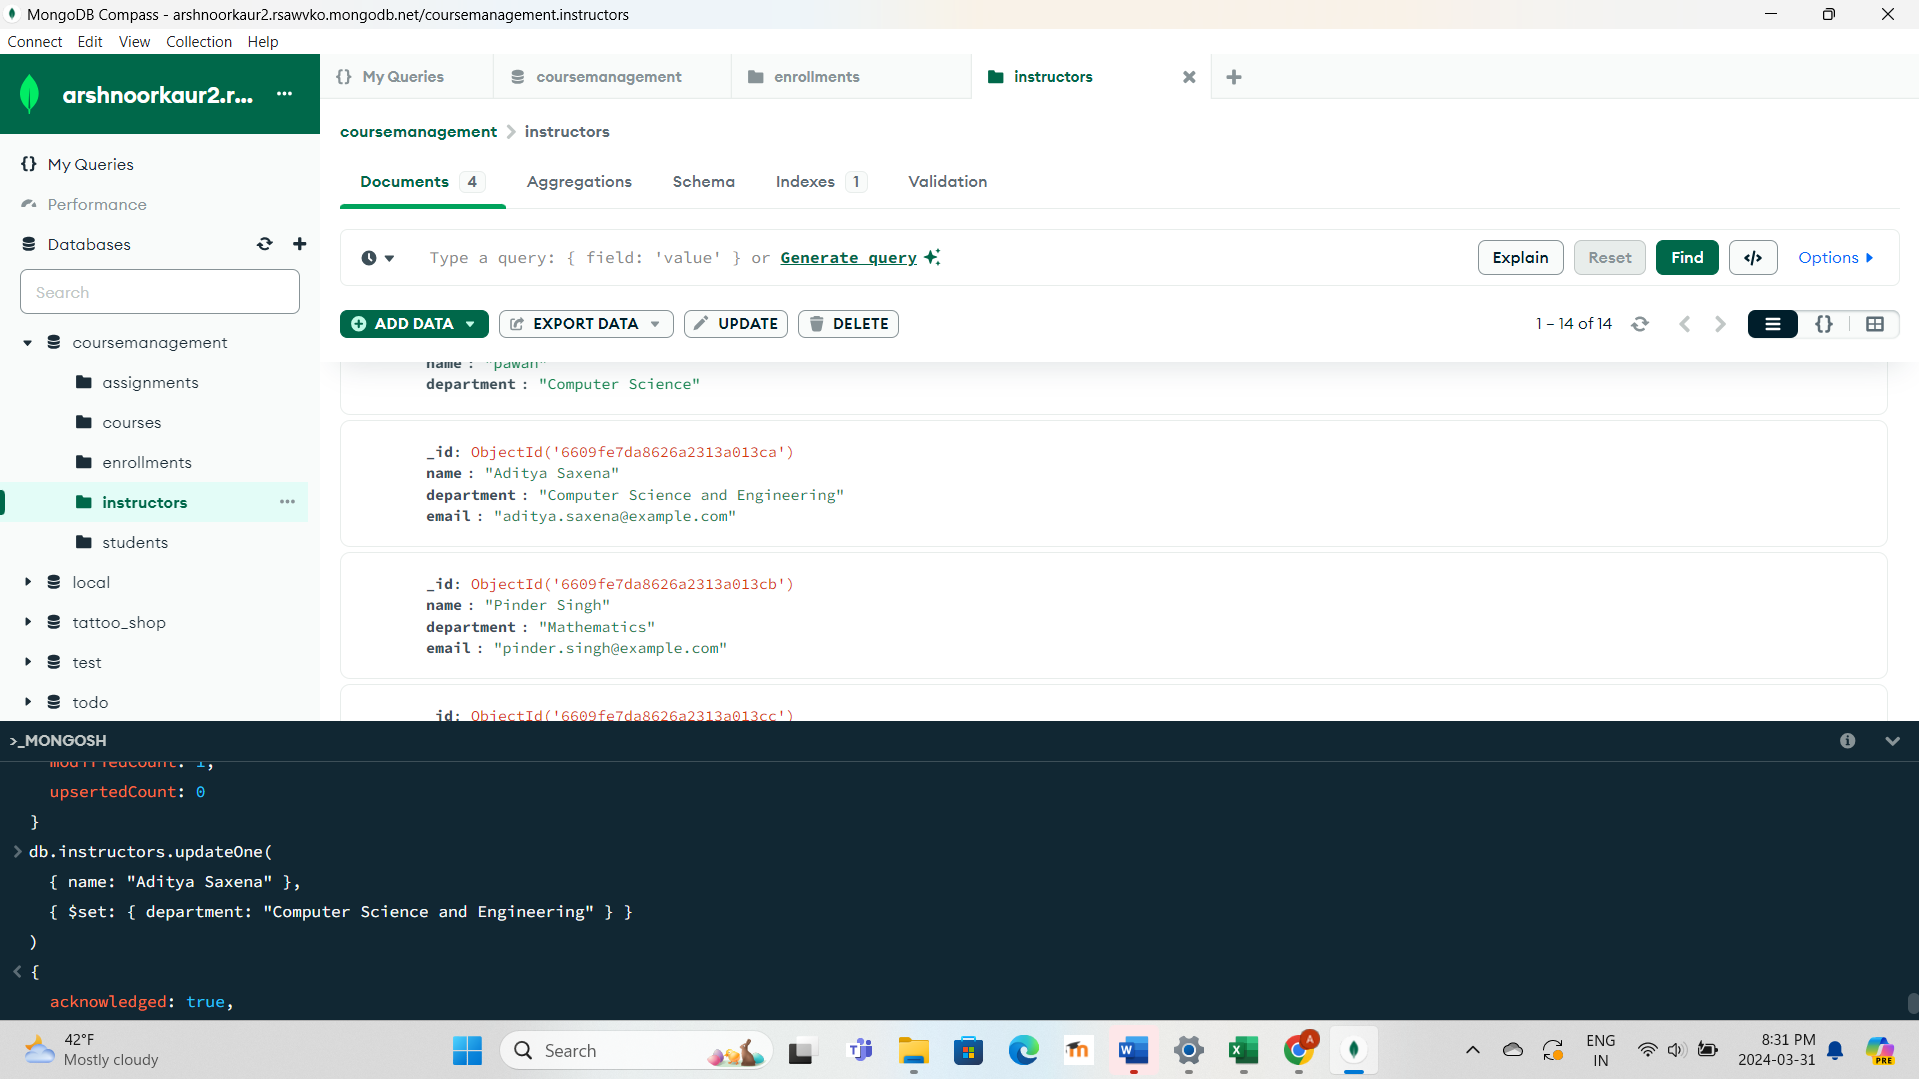 MongoDB Compass - arshnoorkaur2.rsawvko.mongodb.net/coursemanagement.instructors
Connect Edit View Collection Help
arshnoorkaur2.r... ...
{} My Queries
Performance
Databases
Search
coursemanagement
assignments
courses
enrollments
instructors ...
students
local
tattoo_shop
test
todo
{} My Queries
coursemanagement
enrollments
instructors
coursemanagement > instructors
Documents 4 Aggregations Schema Indexes 1 Validation
Type a query: { field: 'value' } or Generate query
Explain Reset Find </> Options
ADD DATA EXPORT DATA UPDATE DELETE
1 – 14 of 14
{}
name : "pawan"
department : "Computer Science"
_id: ObjectId('6609fe7da8626a2313a013ca')
name : "Aditya Saxena"
department : "Computer Science and Engineering"
email : "aditya.saxena@example.com"
_id: ObjectId('6609fe7da8626a2313a013cb')
name : "Pinder Singh"
department : "Mathematics"
email : "pinder.singh@example.com"
_id: ObjectId('6609fe7da8626a2313a013cc')
>_MONGOSH
modifiedCount: 1,
upsertedCount: 0
}
> db.instructors.updateOne(
{ name: "Aditya Saxena" },
{ $set: { department: "Computer Science and Engineering" } }
)
< {
acknowledged: true,
42°F
Mostly cloudy
Search
ENG
IN
8:31 PM
2024-03-31
PRE